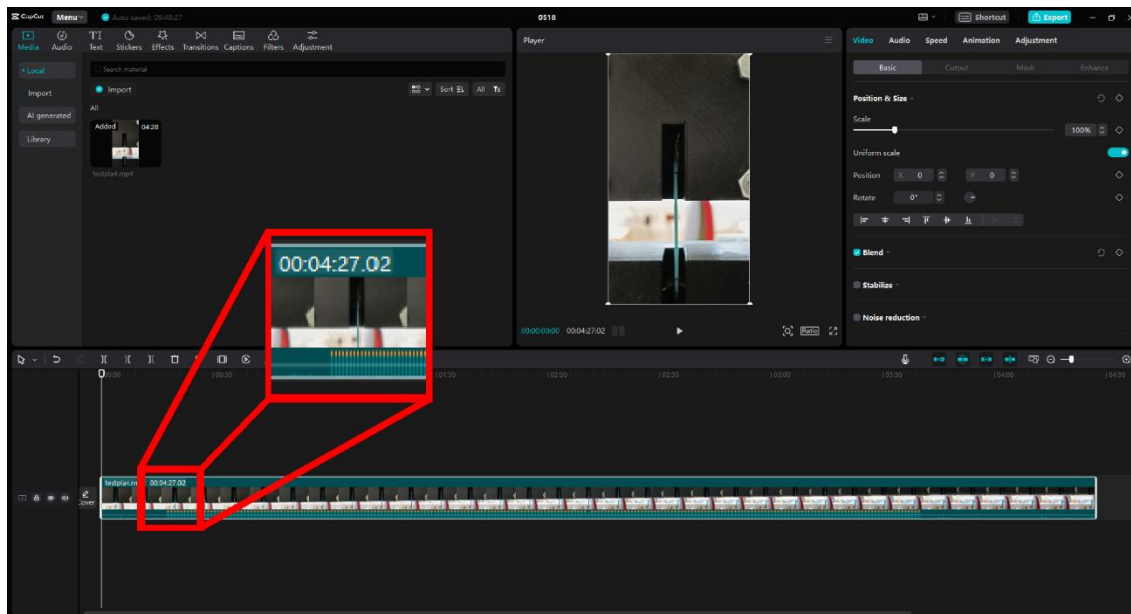 CapCut Menu Auto saved: 09:48:27 0518 Shortcut Export
Media Audio Text Stickers Effects Transitions Captions Filters Adjustment
Player
Video Audio Speed Animation Adjustment
Local
Search material
Basic Cutout Mask Enhance
Import
Import
Sort All
AI generated
All
Position & Size
Library
Added 04:28
Scale
100%
testpla4.mp4
Uniform scale
Position X 0 Y 0
Rotate 0°
Blend
00:04:27.02
Stabilize
Noise reduction
00:00:00:00 00:04:27:02
Ratio
00:00 00:30 01:30 02:00 02:30 03:00 03:30 04:00 04:30
testpla4.m 00:04:27.02
Cover